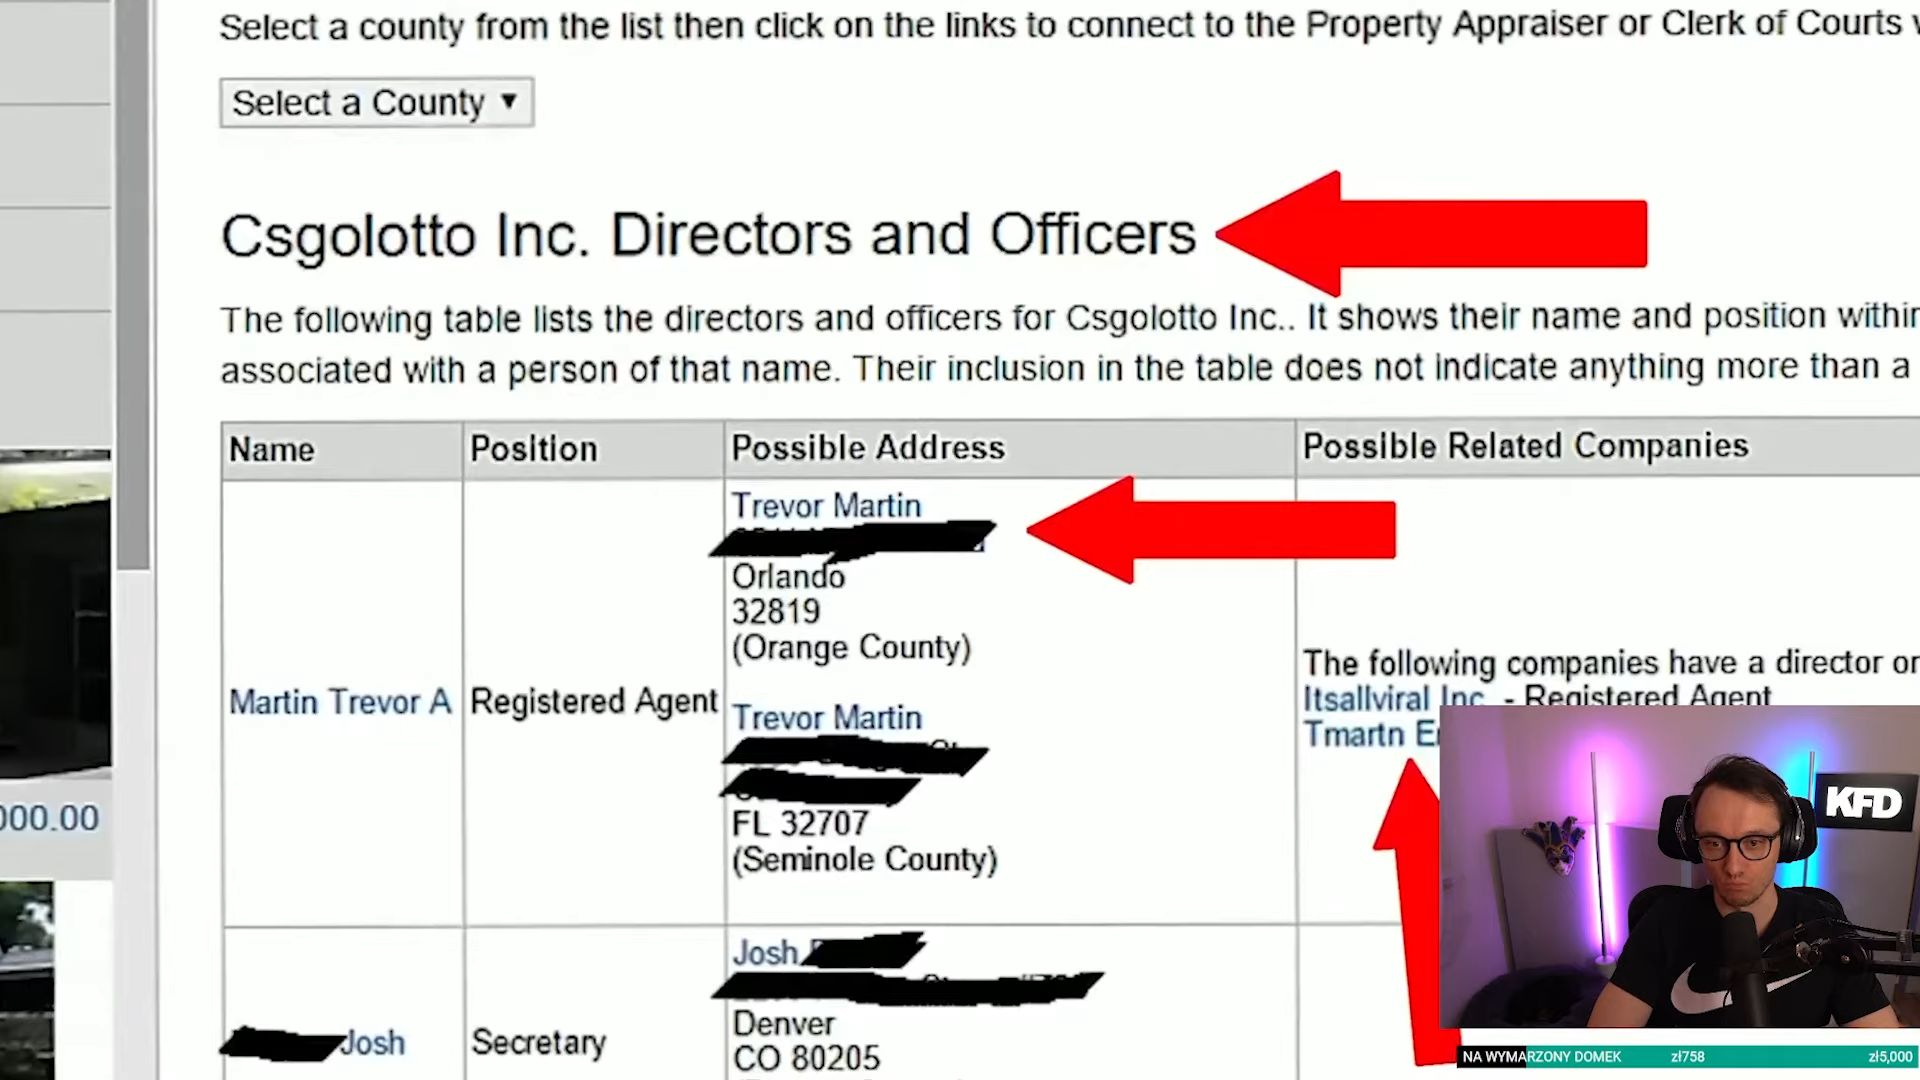 Select a county from the list then click on the links to connect to the Property Appraiser or Clerk of Courts
Select a County ▼
Csgolotto Inc. Directors and Officers
The following table lists the directors and officers for Csgolotto Inc.. It shows their name and position within
associated with a person of that name. Their inclusion in the table does not indicate anything more than a
Name Position Possible Address Possible Related Companies
Trevor Martin
Orlando
32819
(Orange County)
The following companies have a director or
Itsallviral Inc. - Registered Agent
Martin Trevor A Registered Agent
Trevor Martin
Tmartn
FL 32707
(Seminole County)
000.00
KFD
Josh
Denver
CO 80205
Josh Secretary
NA WYMARZONY DOMEK zł758 zł5,000